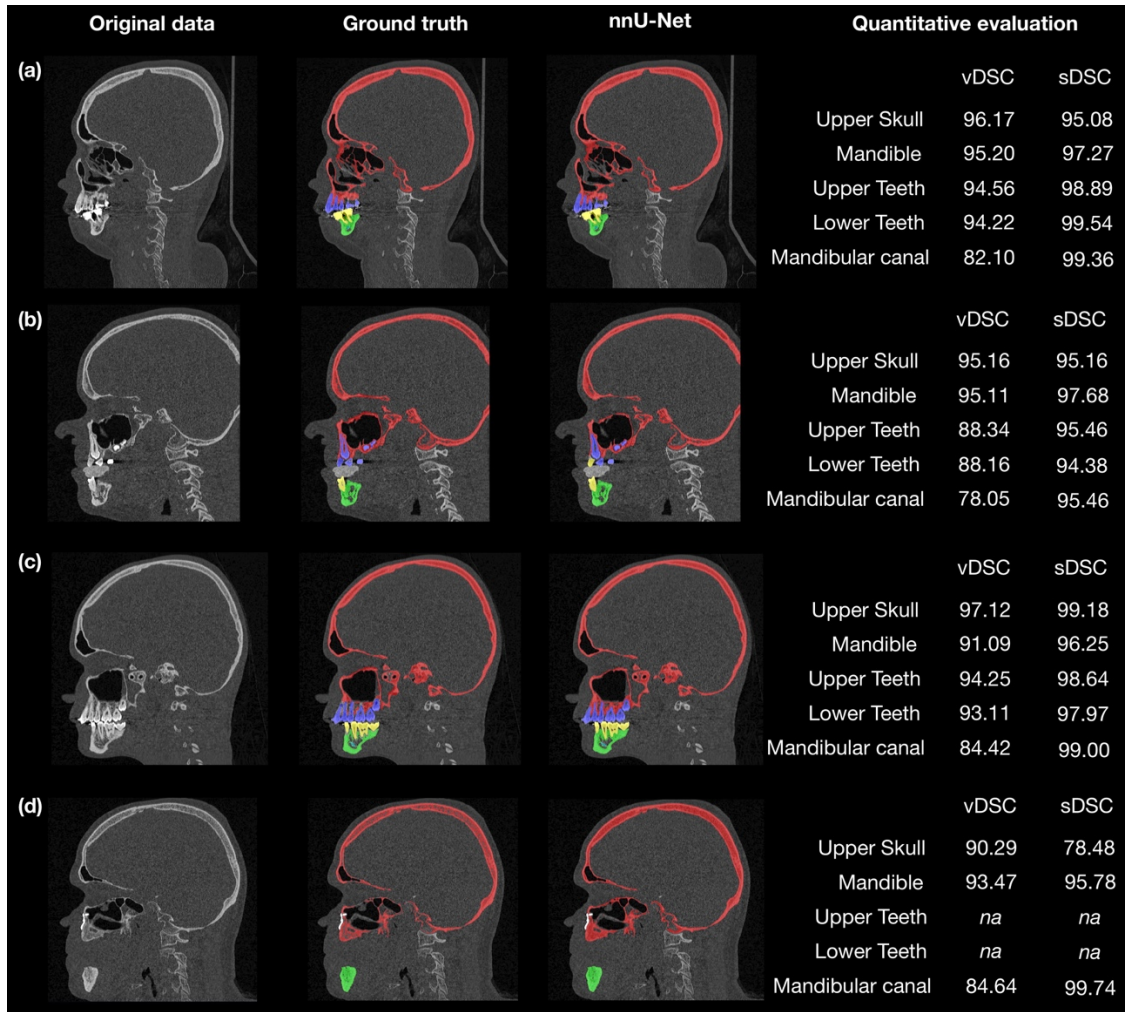 Original data Ground truth nnU-Net Quantitative evaluation
(a)
vDSC sDSC
Upper Skull 96.17 95.08
Mandible 95.20 97.27
Upper Teeth 94.56 98.89
Lower Teeth 94.22 99.54
Mandibular canal 82.10 99.36
(b)
vDSC sDSC
Upper Skull 95.16 95.16
Mandible 95.11 97.68
Upper Teeth 88.34 95.46
Lower Teeth 88.16 94.38
Mandibular canal 78.05 95.46
(c)
vDSC sDSC
Upper Skull 97.12 99.18
Mandible 91.09 96.25
Upper Teeth 94.25 98.64
Lower Teeth 93.11 97.97
Mandibular canal 84.42 99.00
(d)
vDSC sDSC
Upper Skull 90.29 78.48
Mandible 93.47 95.78
Upper Teeth na na
Lower Teeth na na
Mandibular canal 84.64 99.74